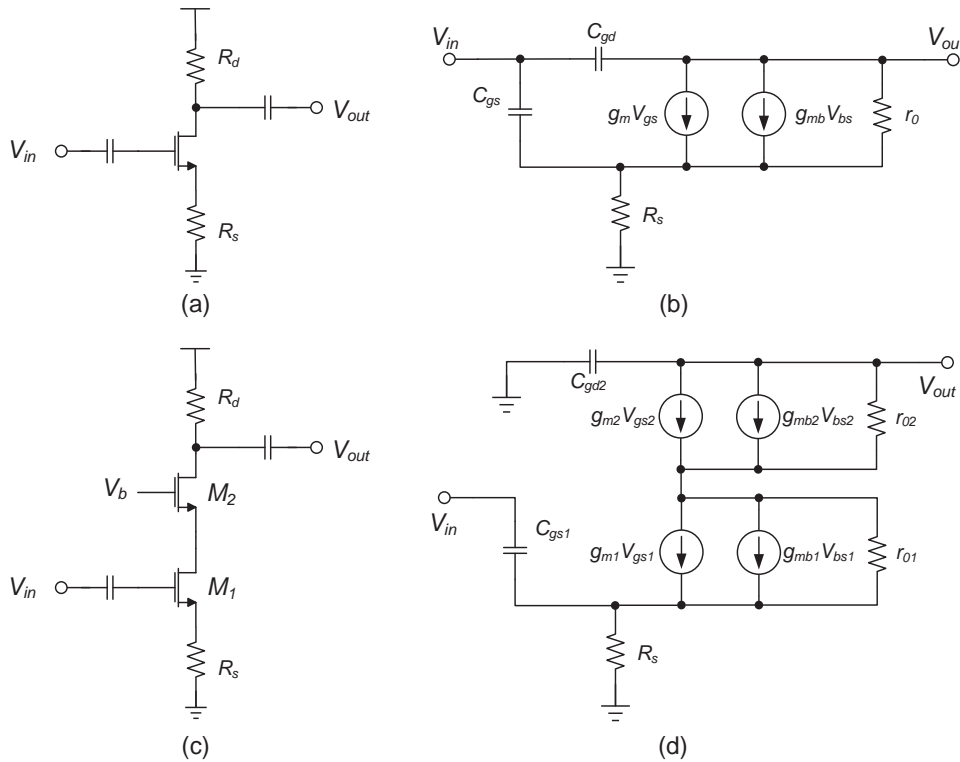 R_d
V_out
V_in
R_s
(a)
V_in
C_gd
V_ou
C_gs
g_m V_gs
g_mb V_bs
r_0
R_s
(b)
R_d
V_out
V_b
M_2
V_in
M_1
R_s
(c)
C_gd2
V_out
g_m2 V_gs2
g_mb2 V_bs2
r_02
V_in
C_gs1
g_m1 V_gs1
g_mb1 V_bs1
r_01
R_s
(d)